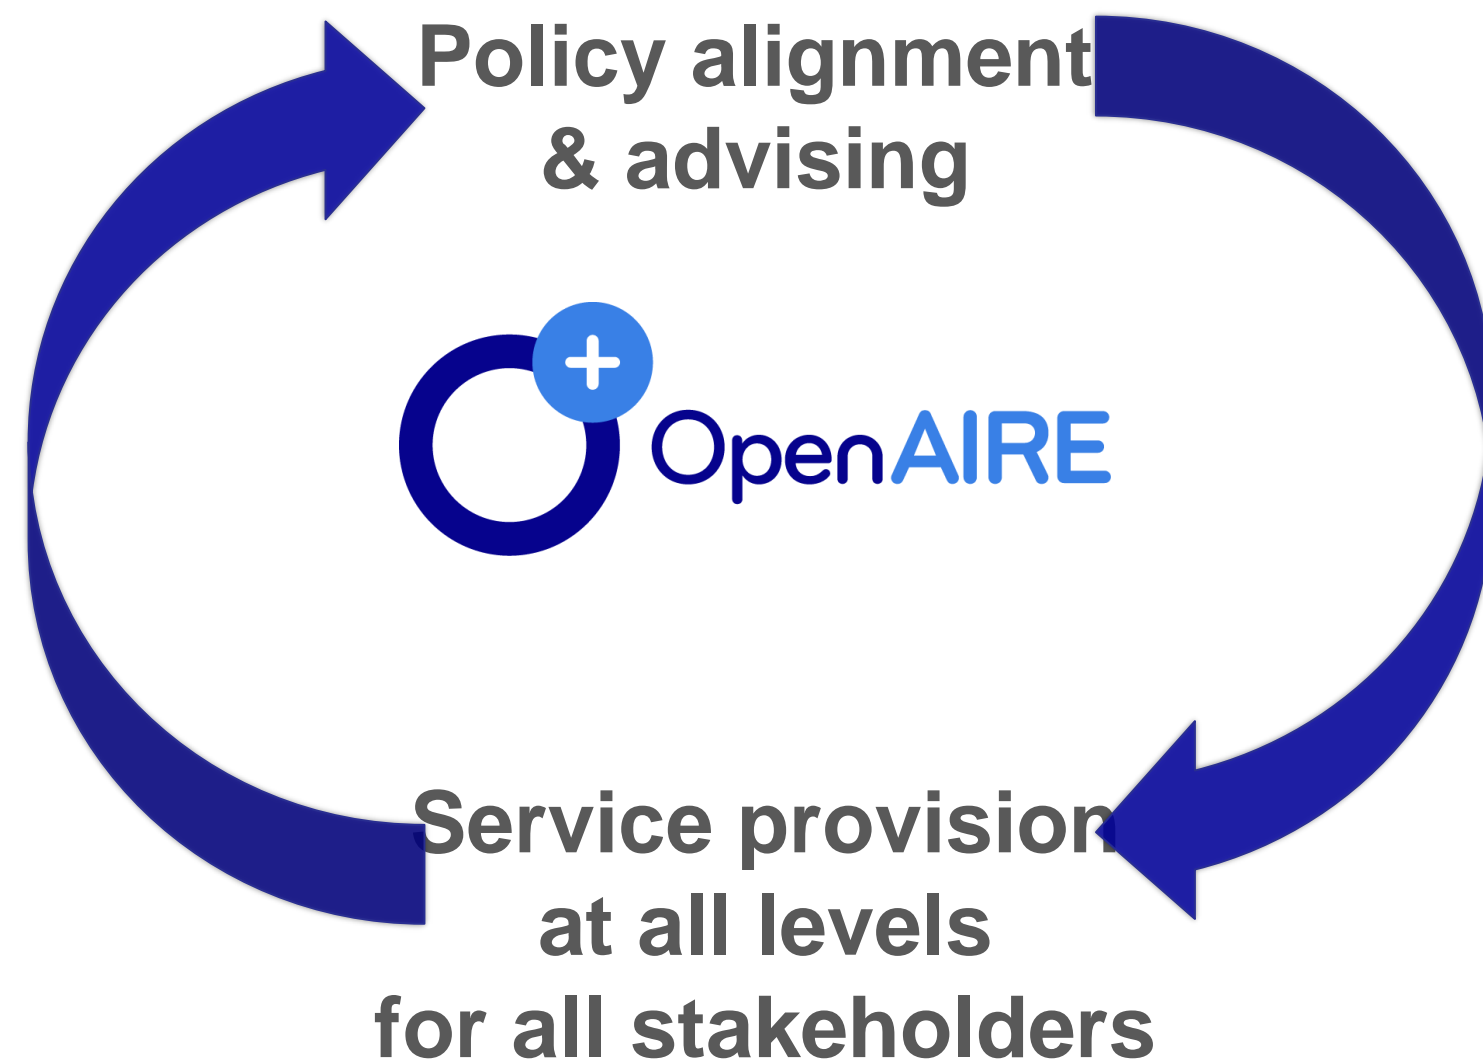 Policy alignment
& advising
OpenAIRE
Service provision
at all levels
for all stakeholders